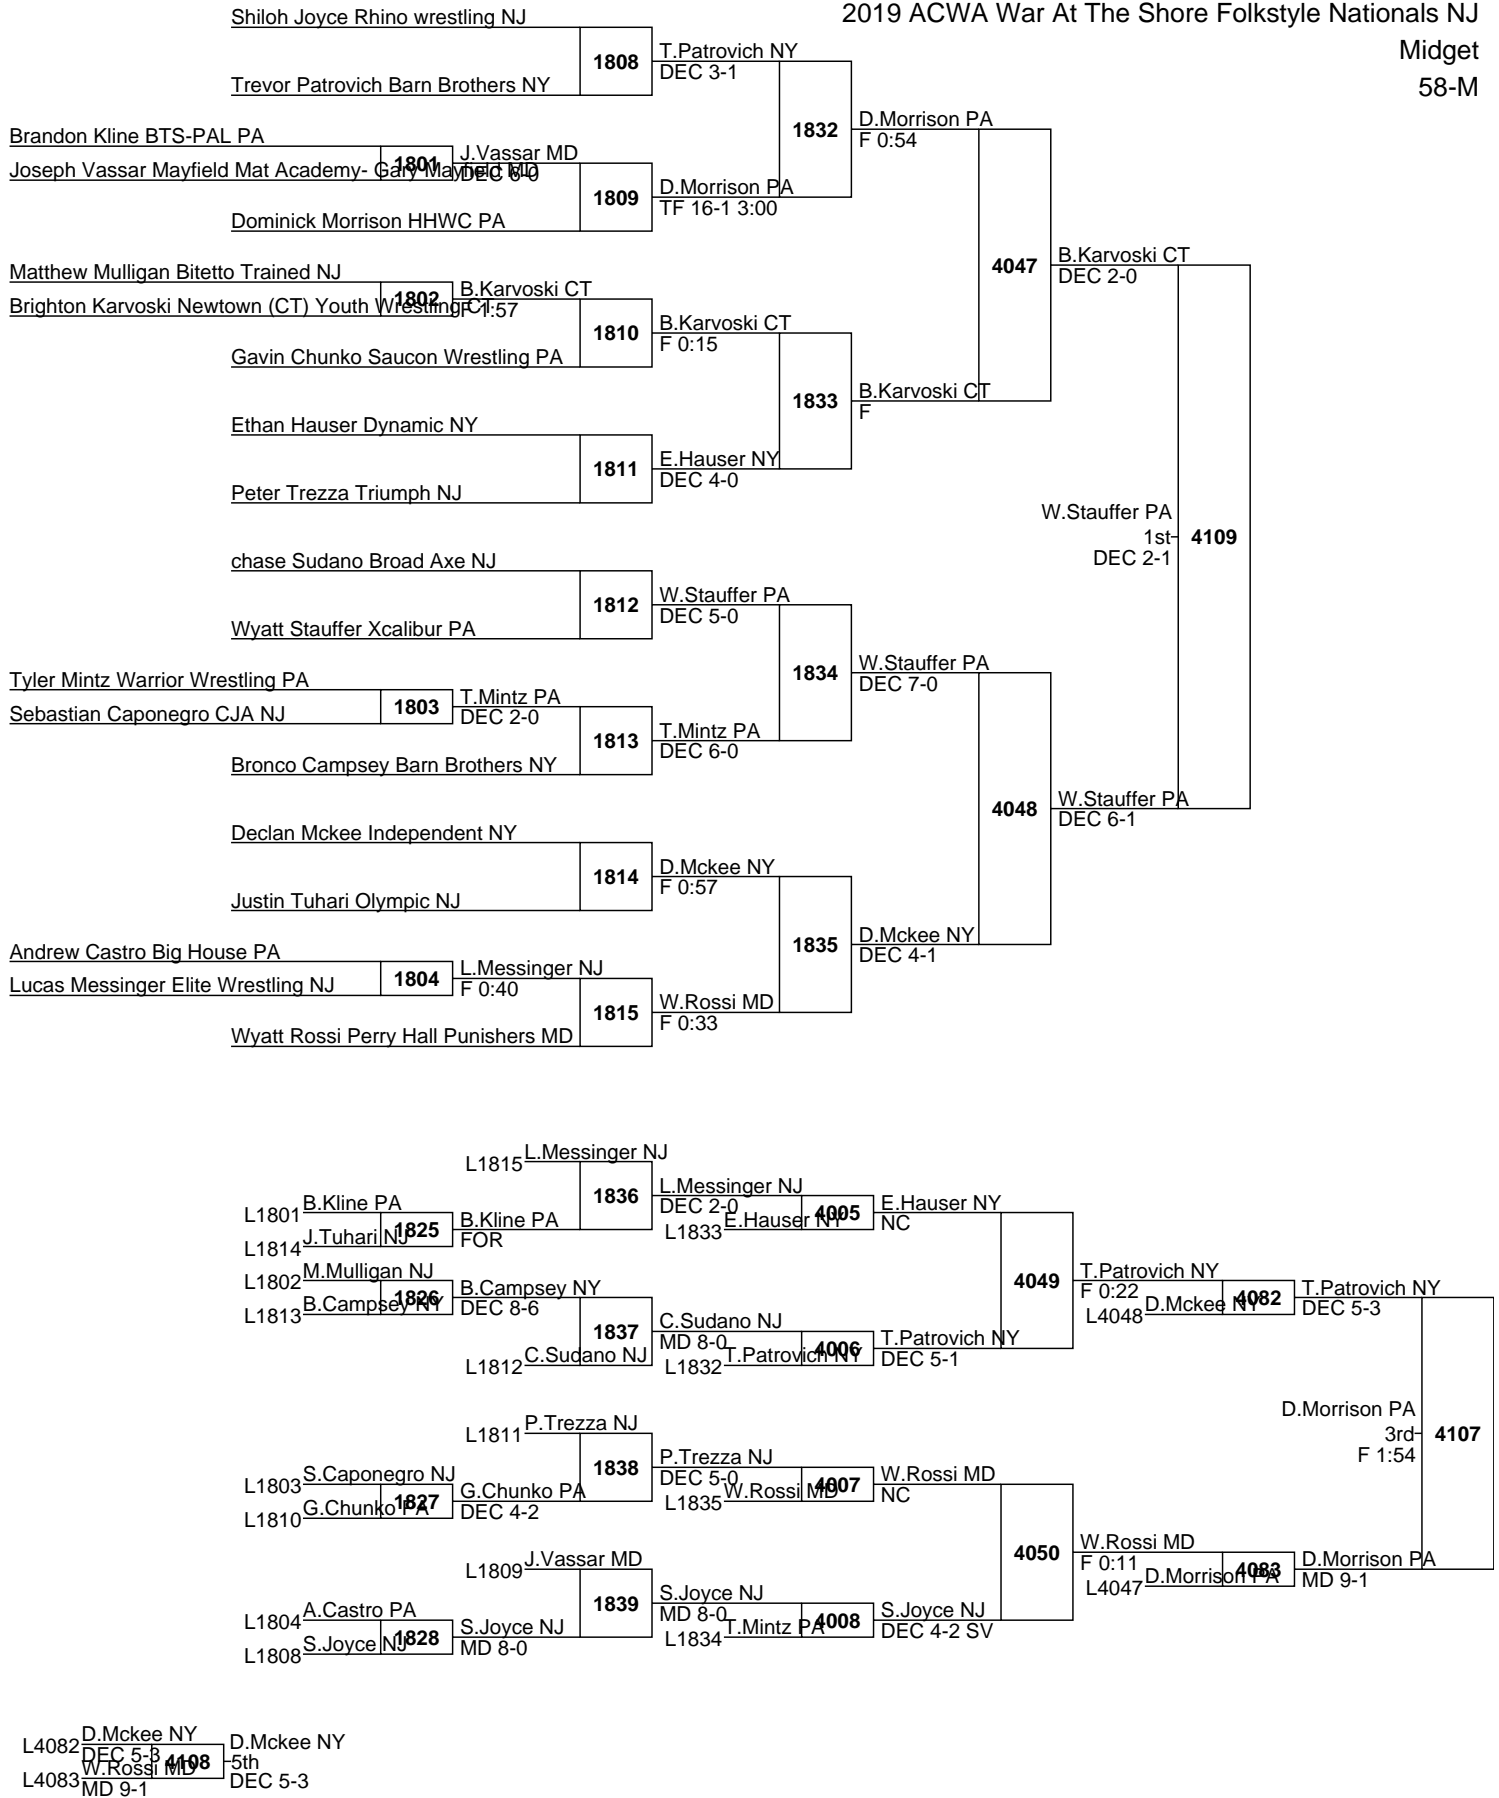 2019 ACWA War At The Shore Folkstyle Nationals NJ
Midget
58-M
Shiloh Joyce Rhino wrestling NJ
1808
T.Patrovich NY
DEC 3-1
Trevor Patrovich Barn Brothers NY
1832
D.Morrison PA
F 0:54
Brandon Kline BTS-PAL PA
1801
J.Vassar MD
DEC 6-0
Joseph Vassar Mayfield Mat Academy- Gary Mayfield MD
1809
D.Morrison PA
TF 16-1 3:00
Dominick Morrison HHWC PA
4047
B.Karvoski CT
DEC 2-0
Matthew Mulligan Bitetto Trained NJ
1802
B.Karvoski CT
F 1:57
Brighton Karvoski Newtown (CT) Youth Wrestling CT
1810
B.Karvoski CT
F 0:15
Gavin Chunko Saucon Wrestling PA
1833
B.Karvoski CT
F
Ethan Hauser Dynamic NY
1811
E.Hauser NY
DEC 4-0
Peter Trezza Triumph NJ
W.Stauffer PA
1st
4109
DEC 2-1
chase Sudano Broad Axe NJ
1812
W.Stauffer PA
DEC 5-0
Wyatt Stauffer Xcalibur PA
1834
W.Stauffer PA
DEC 7-0
Tyler Mintz Warrior Wrestling PA
1803
T.Mintz PA
DEC 2-0
Sebastian Caponegro CJA NJ
1813
T.Mintz PA
DEC 6-0
Bronco Campsey Barn Brothers NY
4048
W.Stauffer PA
DEC 6-1
Declan Mckee Independent NY
1814
D.Mckee NY
F 0:57
Justin Tuhari Olympic NJ
1835
D.Mckee NY
DEC 4-1
Andrew Castro Big House PA
1804
L.Messinger NJ
F 0:40
Lucas Messinger Elite Wrestling NJ
1815
W.Rossi MD
F 0:33
Wyatt Rossi Perry Hall Punishers MD
L1815
L.Messinger NJ
1836
L.Messinger NJ
DEC 2-0
4005
E.Hauser NY
NC
L1801
B.Kline PA
1825
B.Kline PA
FOR
L1833
E.Hauser NY
L1814
J.Tuhari NJ
L1802
M.Mulligan NJ
1826
B.Campsey NY
DEC 8-6
4049
T.Patrovich NY
F 0:22
4082
T.Patrovich NY
DEC 5-3
L4048
D.Mckee NY
L1813
B.Campsey NY
1837
C.Sudano NJ
MD 8-0
4006
T.Patrovich NY
DEC 5-1
L1812
C.Sudano NJ
L1832
T.Patrovich NY
D.Morrison PA
3rd
4107
F 1:54
L1811
P.Trezza NJ
1838
P.Trezza NJ
DEC 5-0
4007
W.Rossi MD
NC
L1803
S.Caponegro NJ
1827
G.Chunko PA
DEC 4-2
L1835
W.Rossi MD
L1810
G.Chunko PA
4050
W.Rossi MD
F 0:11
4083
D.Morrison PA
MD 9-1
L4047
D.Morrison PA
L1809
J.Vassar MD
1839
S.Joyce NJ
MD 8-0
4008
S.Joyce NJ
DEC 4-2 SV
L1804
A.Castro PA
1828
S.Joyce NJ
MD 8-0
L1834
T.Mintz PA
L1808
S.Joyce NJ
L4082
D.Mckee NY
DEC 5-3
4108
D.Mckee NY
5th
DEC 5-3
L4083
W.Rossi MD
MD 9-1